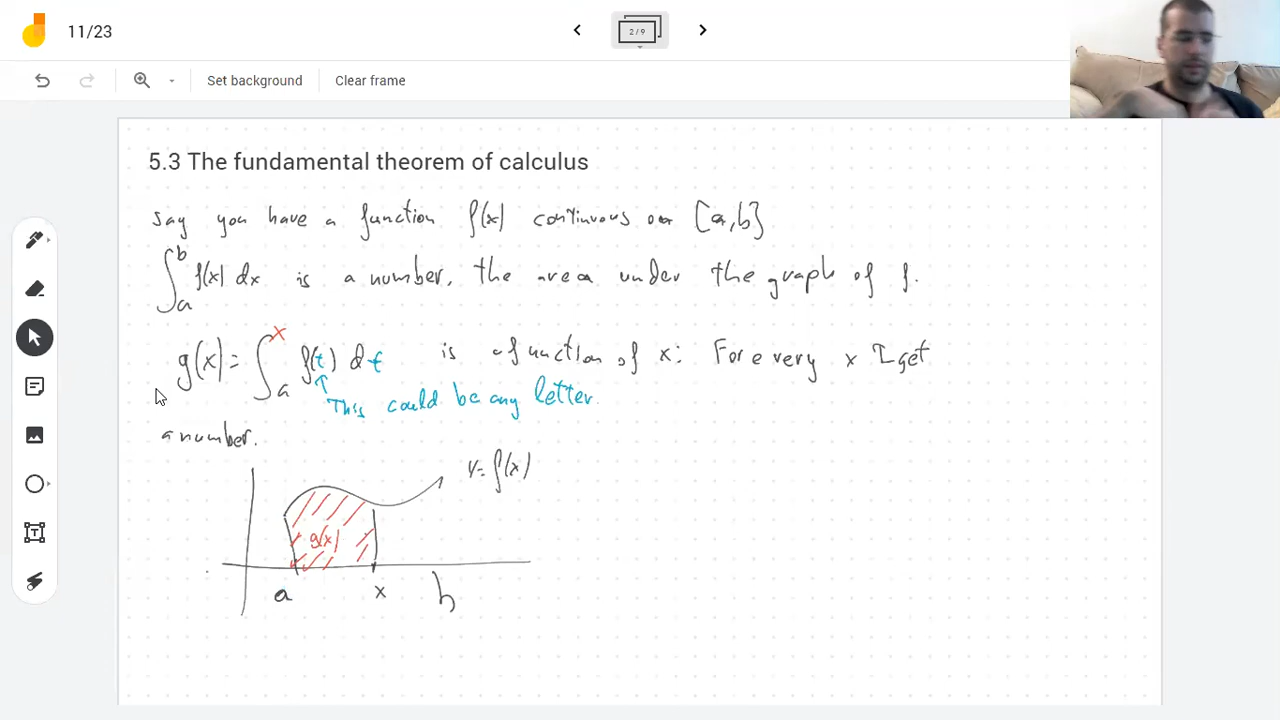 11/23
2/9
Set background
Clear frame
5.3 The fundamental theorem of calculus
Say you have a function f(x) continuous on [a,b]
∫_a^b f(x) dx is a number, the area under the graph of f.
g(x) = ∫_a^x f(t) dt is a function of x: For every x I get
↑ This could be any letter.
a number.
y = f(x)
g(x)
a x b